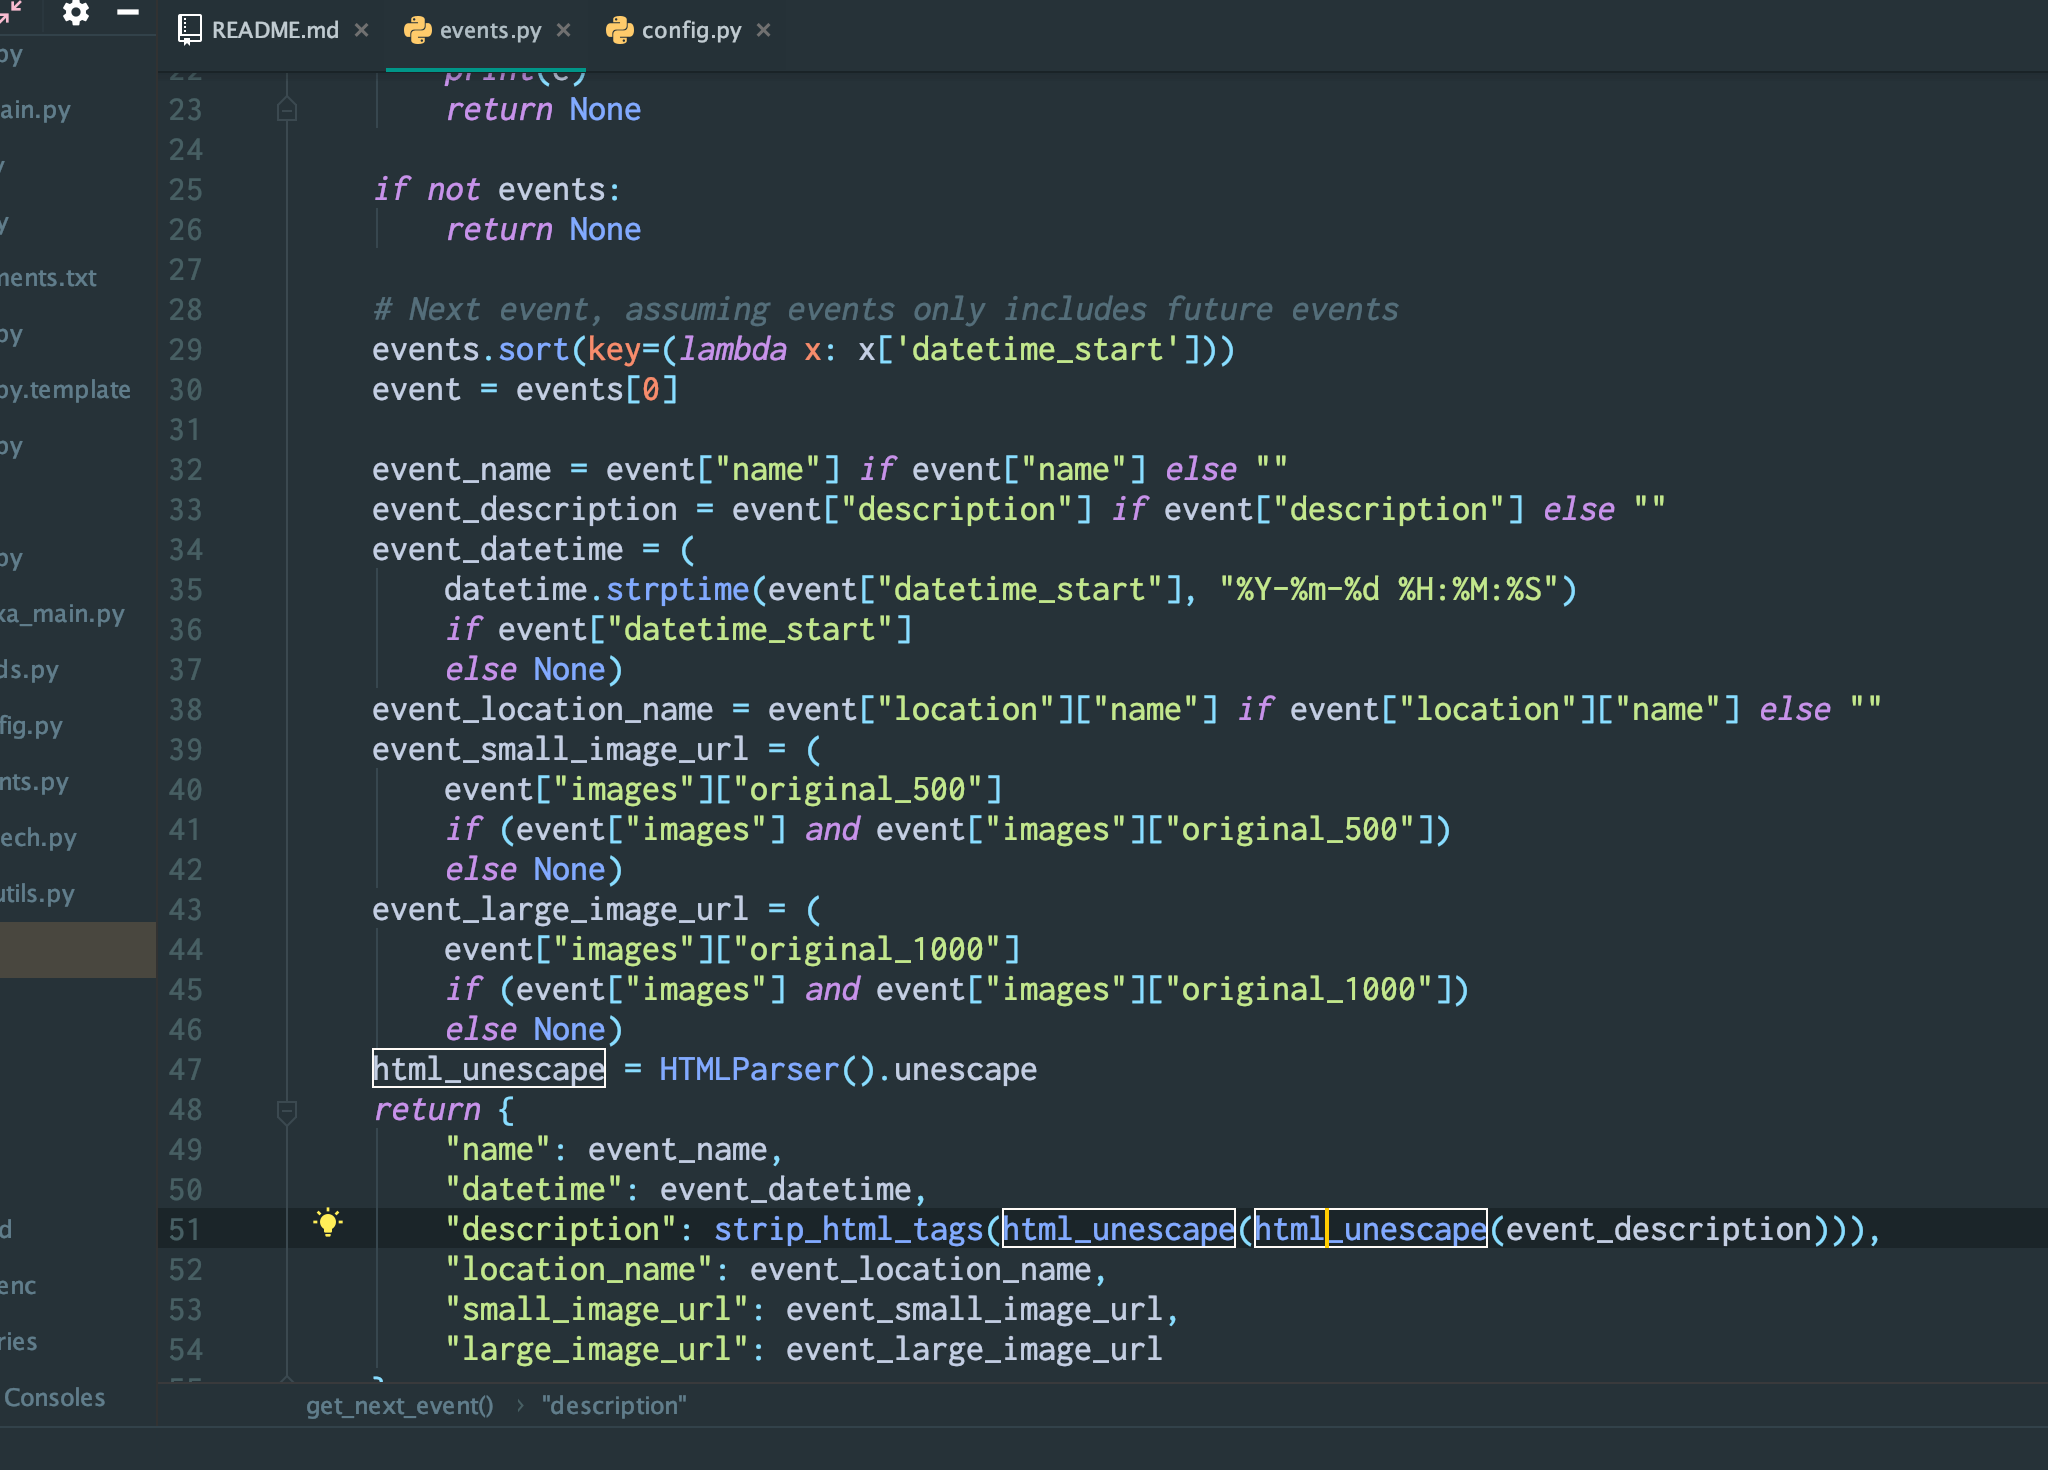 README.md
events.py
config.py
py
ain.py
y
y
ments.txt
py
py.template
py
py
xa_main.py
ds.py
fig.py
nts.py
ech.py
utils.py
d
enc
ries
Consoles
22 print(e)
23 return None
24
25 if not events:
26 return None
27
28 # Next event, assuming events only includes future events
29 events.sort(key=(lambda x: x['datetime_start']))
30 event = events[0]
31
32 event_name = event["name"] if event["name"] else ""
33 event_description = event["description"] if event["description"] else ""
34 event_datetime = (
35 datetime.strptime(event["datetime_start"], "%Y-%m-%d %H:%M:%S")
36 if event["datetime_start"]
37 else None)
38 event_location_name = event["location"]["name"] if event["location"]["name"] else ""
39 event_small_image_url = (
40 event["images"]["original_500"]
41 if (event["images"] and event["images"]["original_500"])
42 else None)
43 event_large_image_url = (
44 event["images"]["original_1000"]
45 if (event["images"] and event["images"]["original_1000"])
46 else None)
47 html_unescape = HTMLParser().unescape
48 return {
49 "name": event_name,
50 "datetime": event_datetime,
51 "description": strip_html_tags(html_unescape(html_unescape(event_description))),
52 "location_name": event_location_name,
53 "small_image_url": event_small_image_url,
54 "large_image_url": event_large_image_url
get_next_event() › "description"